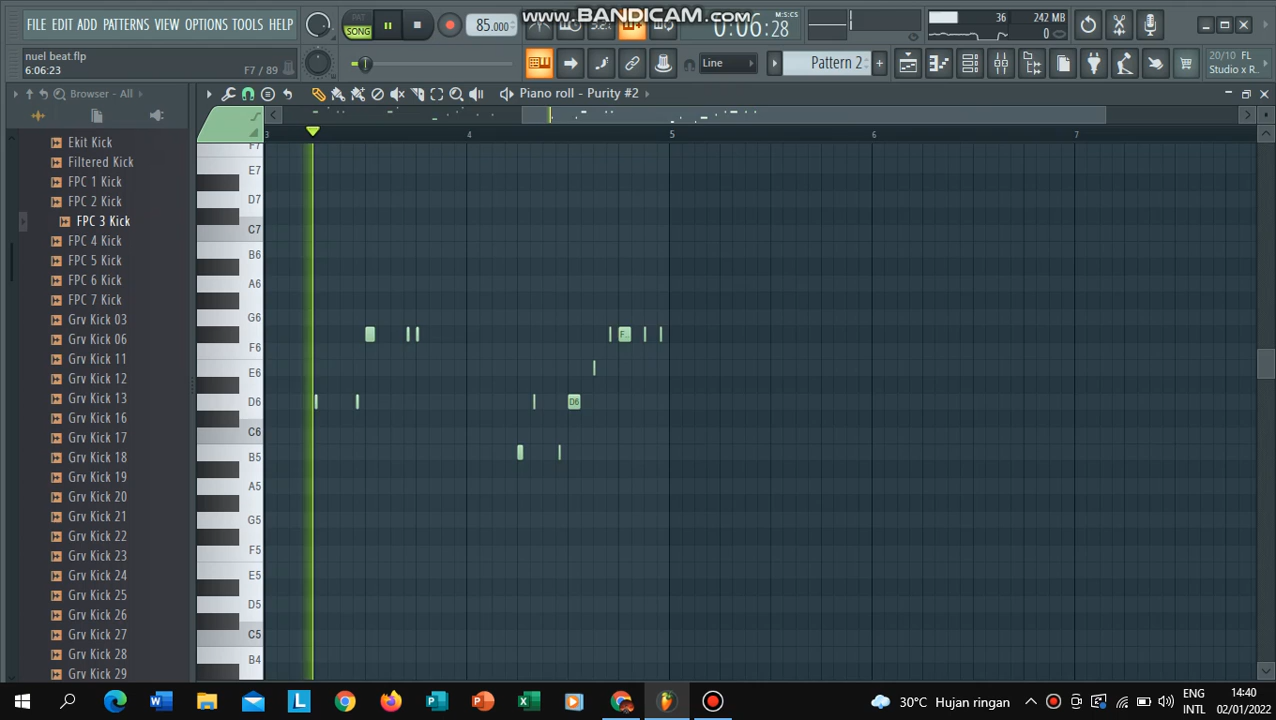 FILE EDIT ADD PATTERNS VIEW OPTIONS TOOLS HELP
PAT
SONG
85.000
www.BANDICAM.com
0:06:28
M:S:CS
36
242 MB
0
nuel beat.flp
6:06:23
F7 / 89
Line
Pattern 2
20/10 FL
Studio x R..
Browser - All
Piano roll - Purity #2
3
4
5
6
7
Ekit Kick
Filtered Kick
FPC 1 Kick
FPC 2 Kick
FPC 3 Kick
FPC 4 Kick
FPC 5 Kick
FPC 6 Kick
FPC 7 Kick
Grv Kick 03
Grv Kick 06
Grv Kick 11
Grv Kick 12
Grv Kick 13
Grv Kick 16
Grv Kick 17
Grv Kick 18
Grv Kick 19
Grv Kick 20
Grv Kick 21
Grv Kick 22
Grv Kick 23
Grv Kick 24
Grv Kick 25
Grv Kick 26
Grv Kick 27
Grv Kick 28
Grv Kick 29
F7
E7
D7
C7
B6
A6
G6
F6
E6
D6
C6
B5
A5
G5
F5
E5
D5
C5
B4
F..
D6
30°C Hujan ringan
ENG
INTL
14:40
02/01/2022